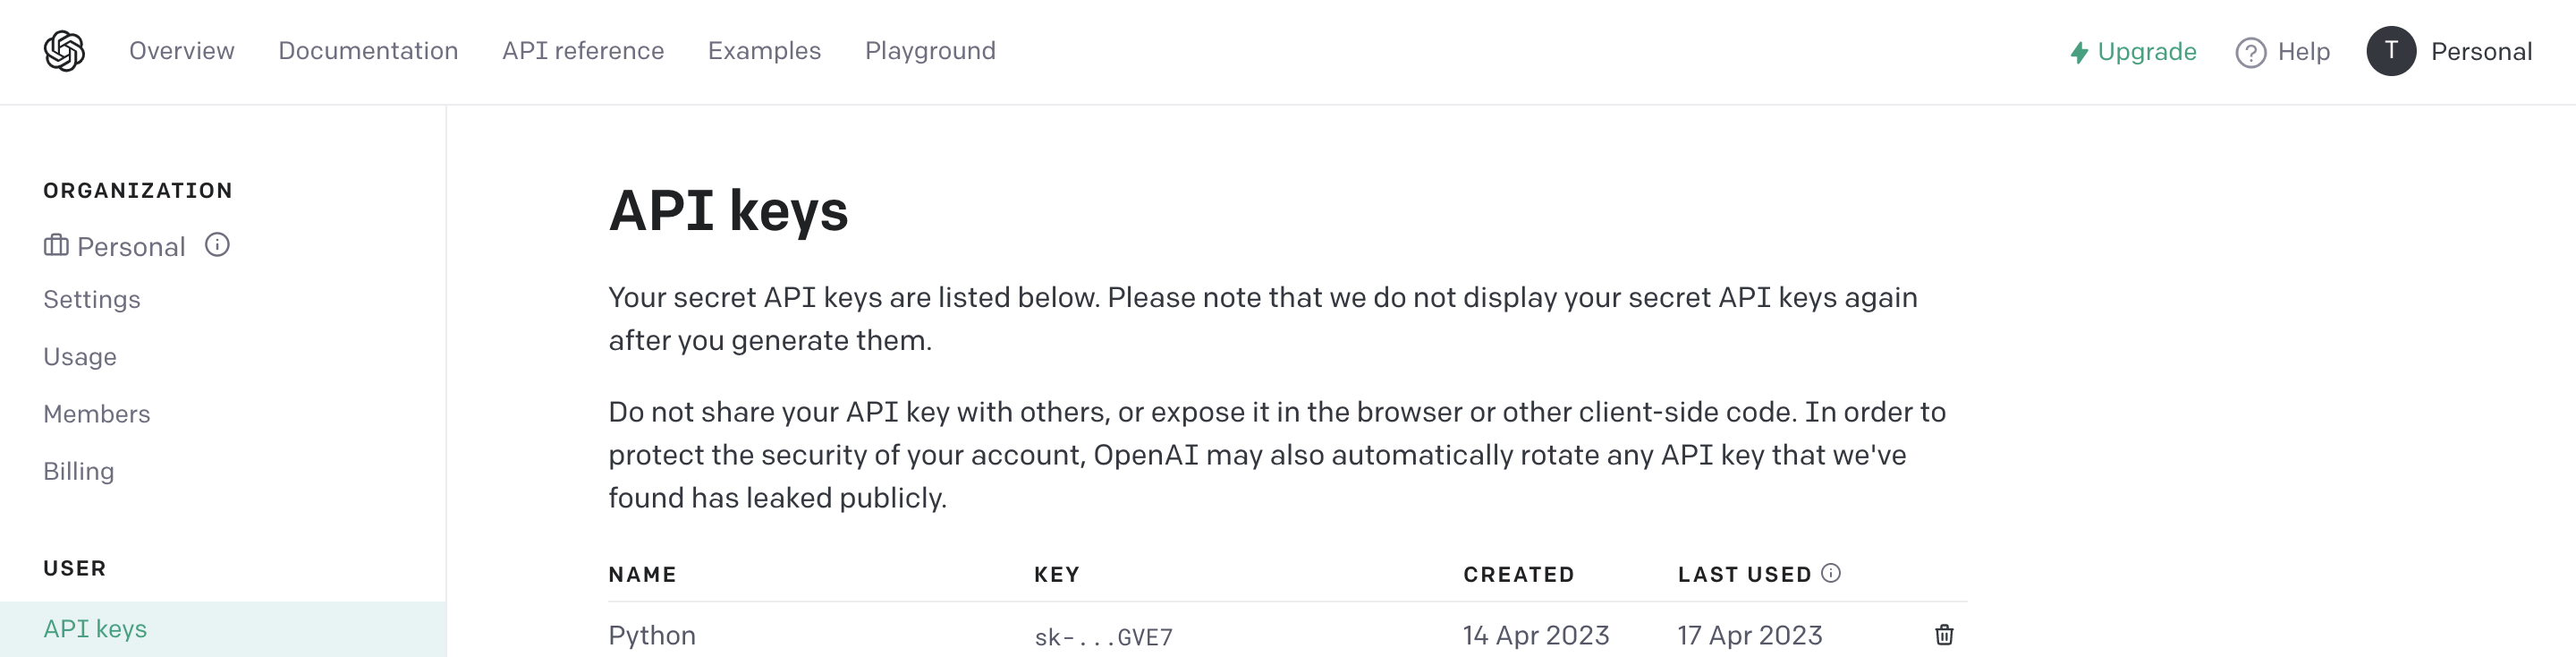 Overview Documentation API reference Examples Playground Upgrade Help T Personal
ORGANIZATION
Personal
Settings
Usage
Members
Billing
USER
API keys
API keys
Your secret API keys are listed below. Please note that we do not display your secret API keys again
after you generate them.
Do not share your API key with others, or expose it in the browser or other client-side code. In order to
protect the security of your account, OpenAI may also automatically rotate any API key that we've
found has leaked publicly.
NAME KEY CREATED LAST USED
Python sk-...GVE7 14 Apr 2023 17 Apr 2023